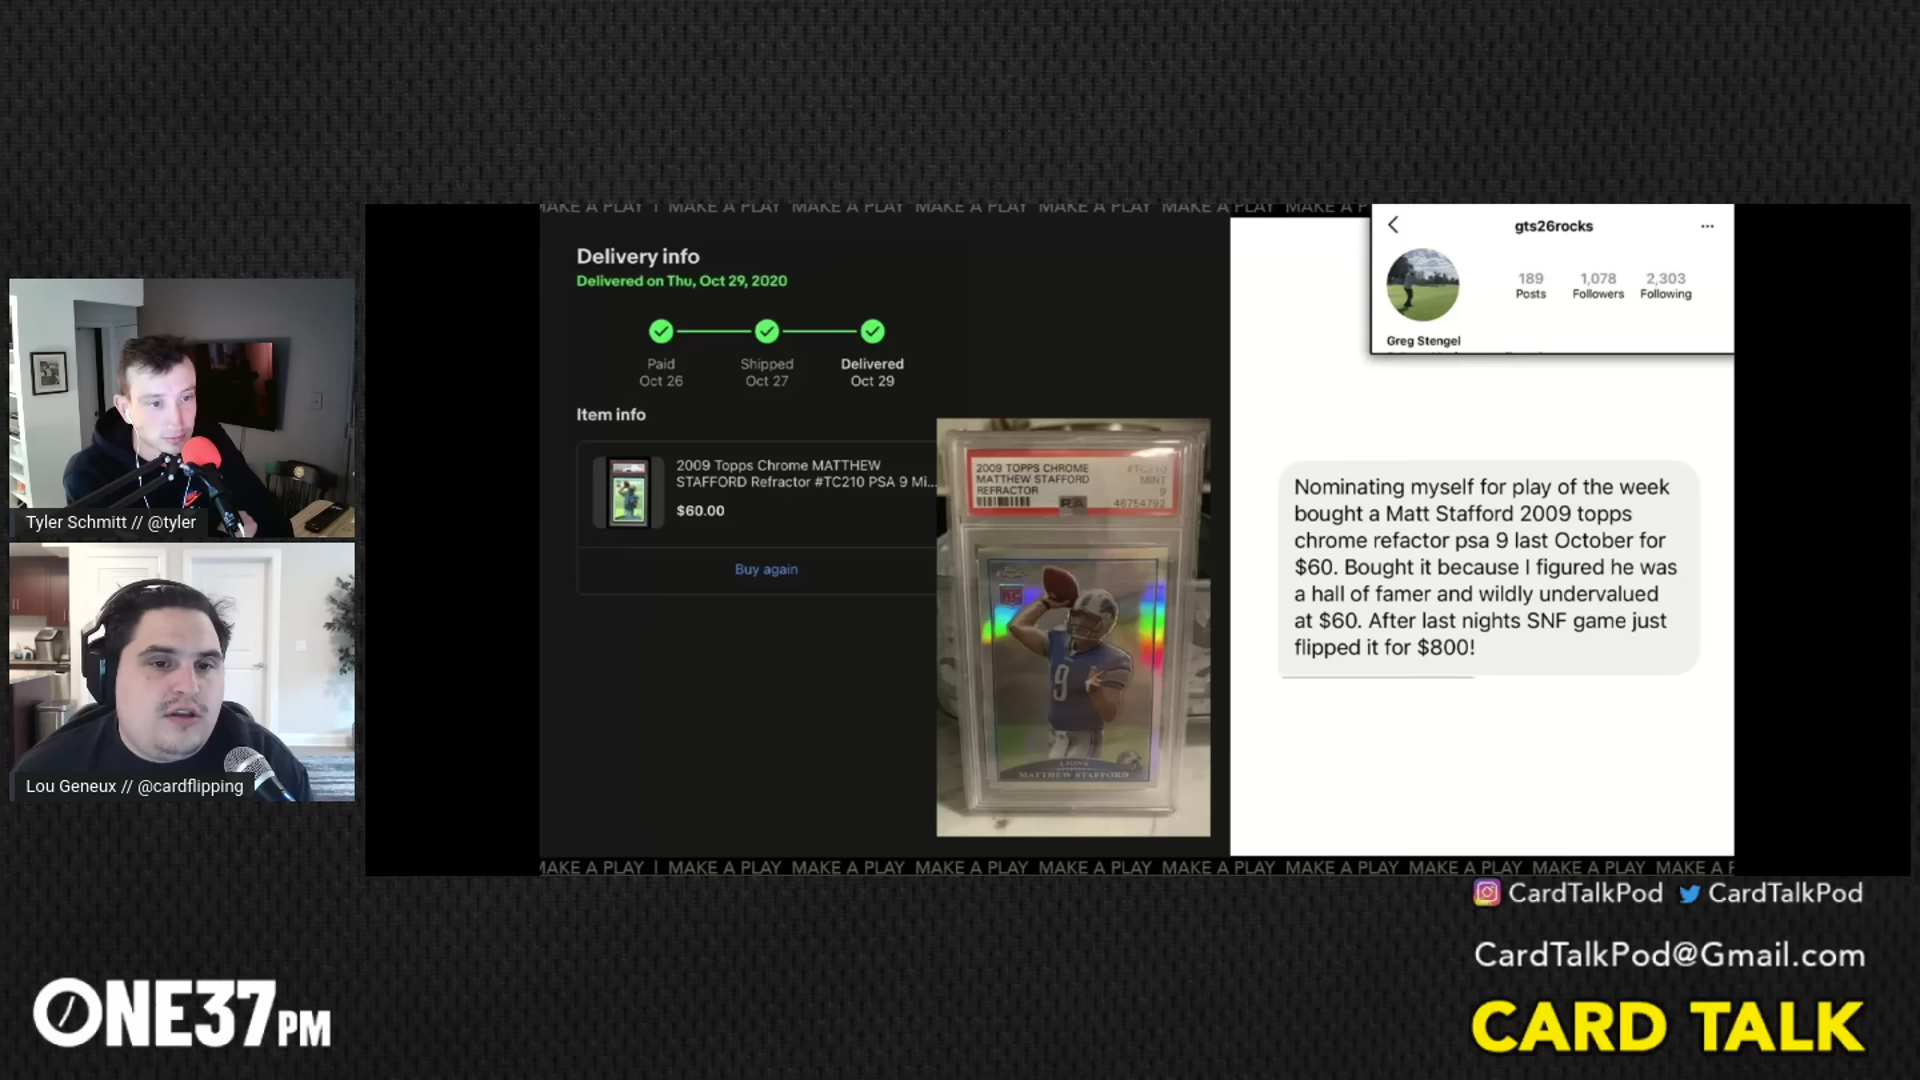 MAKE A PLAY | MAKE A PLAY MAKE A PLAY MAKE A PLAY MAKE A PLAY MAKE A PLAY MAKE A P
Delivery info
Delivered on Thu, Oct 29, 2020
Paid
Oct 26
Shipped
Oct 27
Delivered
Oct 29
Item info
2009 Topps Chrome MATTHEW
STAFFORD Refractor #TC210 PSA 9 Mi...
$60.00
Buy again
2009 TOPPS CHROME #TC210
MATTHEW STAFFORD MINT
REFRACTOR 9
PSA 46754792
RC
9
LIONS
MATTHEW STAFFORD
gts26rocks
...
189 1,078 2,303
Posts Followers Following
Greg Stengel
Nominating myself for play of the week
bought a Matt Stafford 2009 topps
chrome refactor psa 9 last October for
$60. Bought it because I figured he was
a hall of famer and wildly undervalued
at $60. After last nights SNF game just
flipped it for $800!
Tyler Schmitt // @tyler
Lou Geneux // @cardflipping
MAKE A PLAY | MAKE A PLAY MAKE A PLAY MAKE A PLAY MAKE A PLAY MAKE A PLAY MAKE A PLAY MAKE A PLAY MAKE A P
CardTalkPod CardTalkPod
CardTalkPod@Gmail.com
CARD TALK
ONE37PM